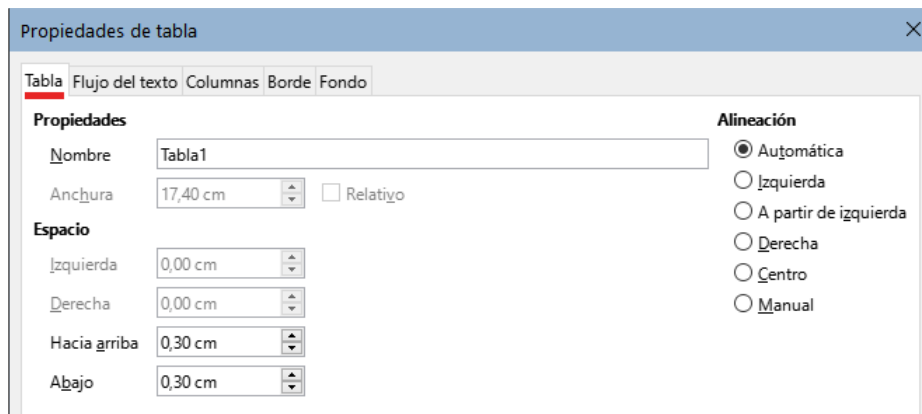 Propiedades de tabla
Tabla Flujo del texto Columnas Borde Fondo
Propiedades
Nombre Tabla1
Anchura 17,40 cm Relativo
Espacio
Izquierda 0,00 cm
Derecha 0,00 cm
Hacia arriba 0,30 cm
Abajo 0,30 cm
Alineación
Automática
Izquierda
A partir de izquierda
Derecha
Centro
Manual